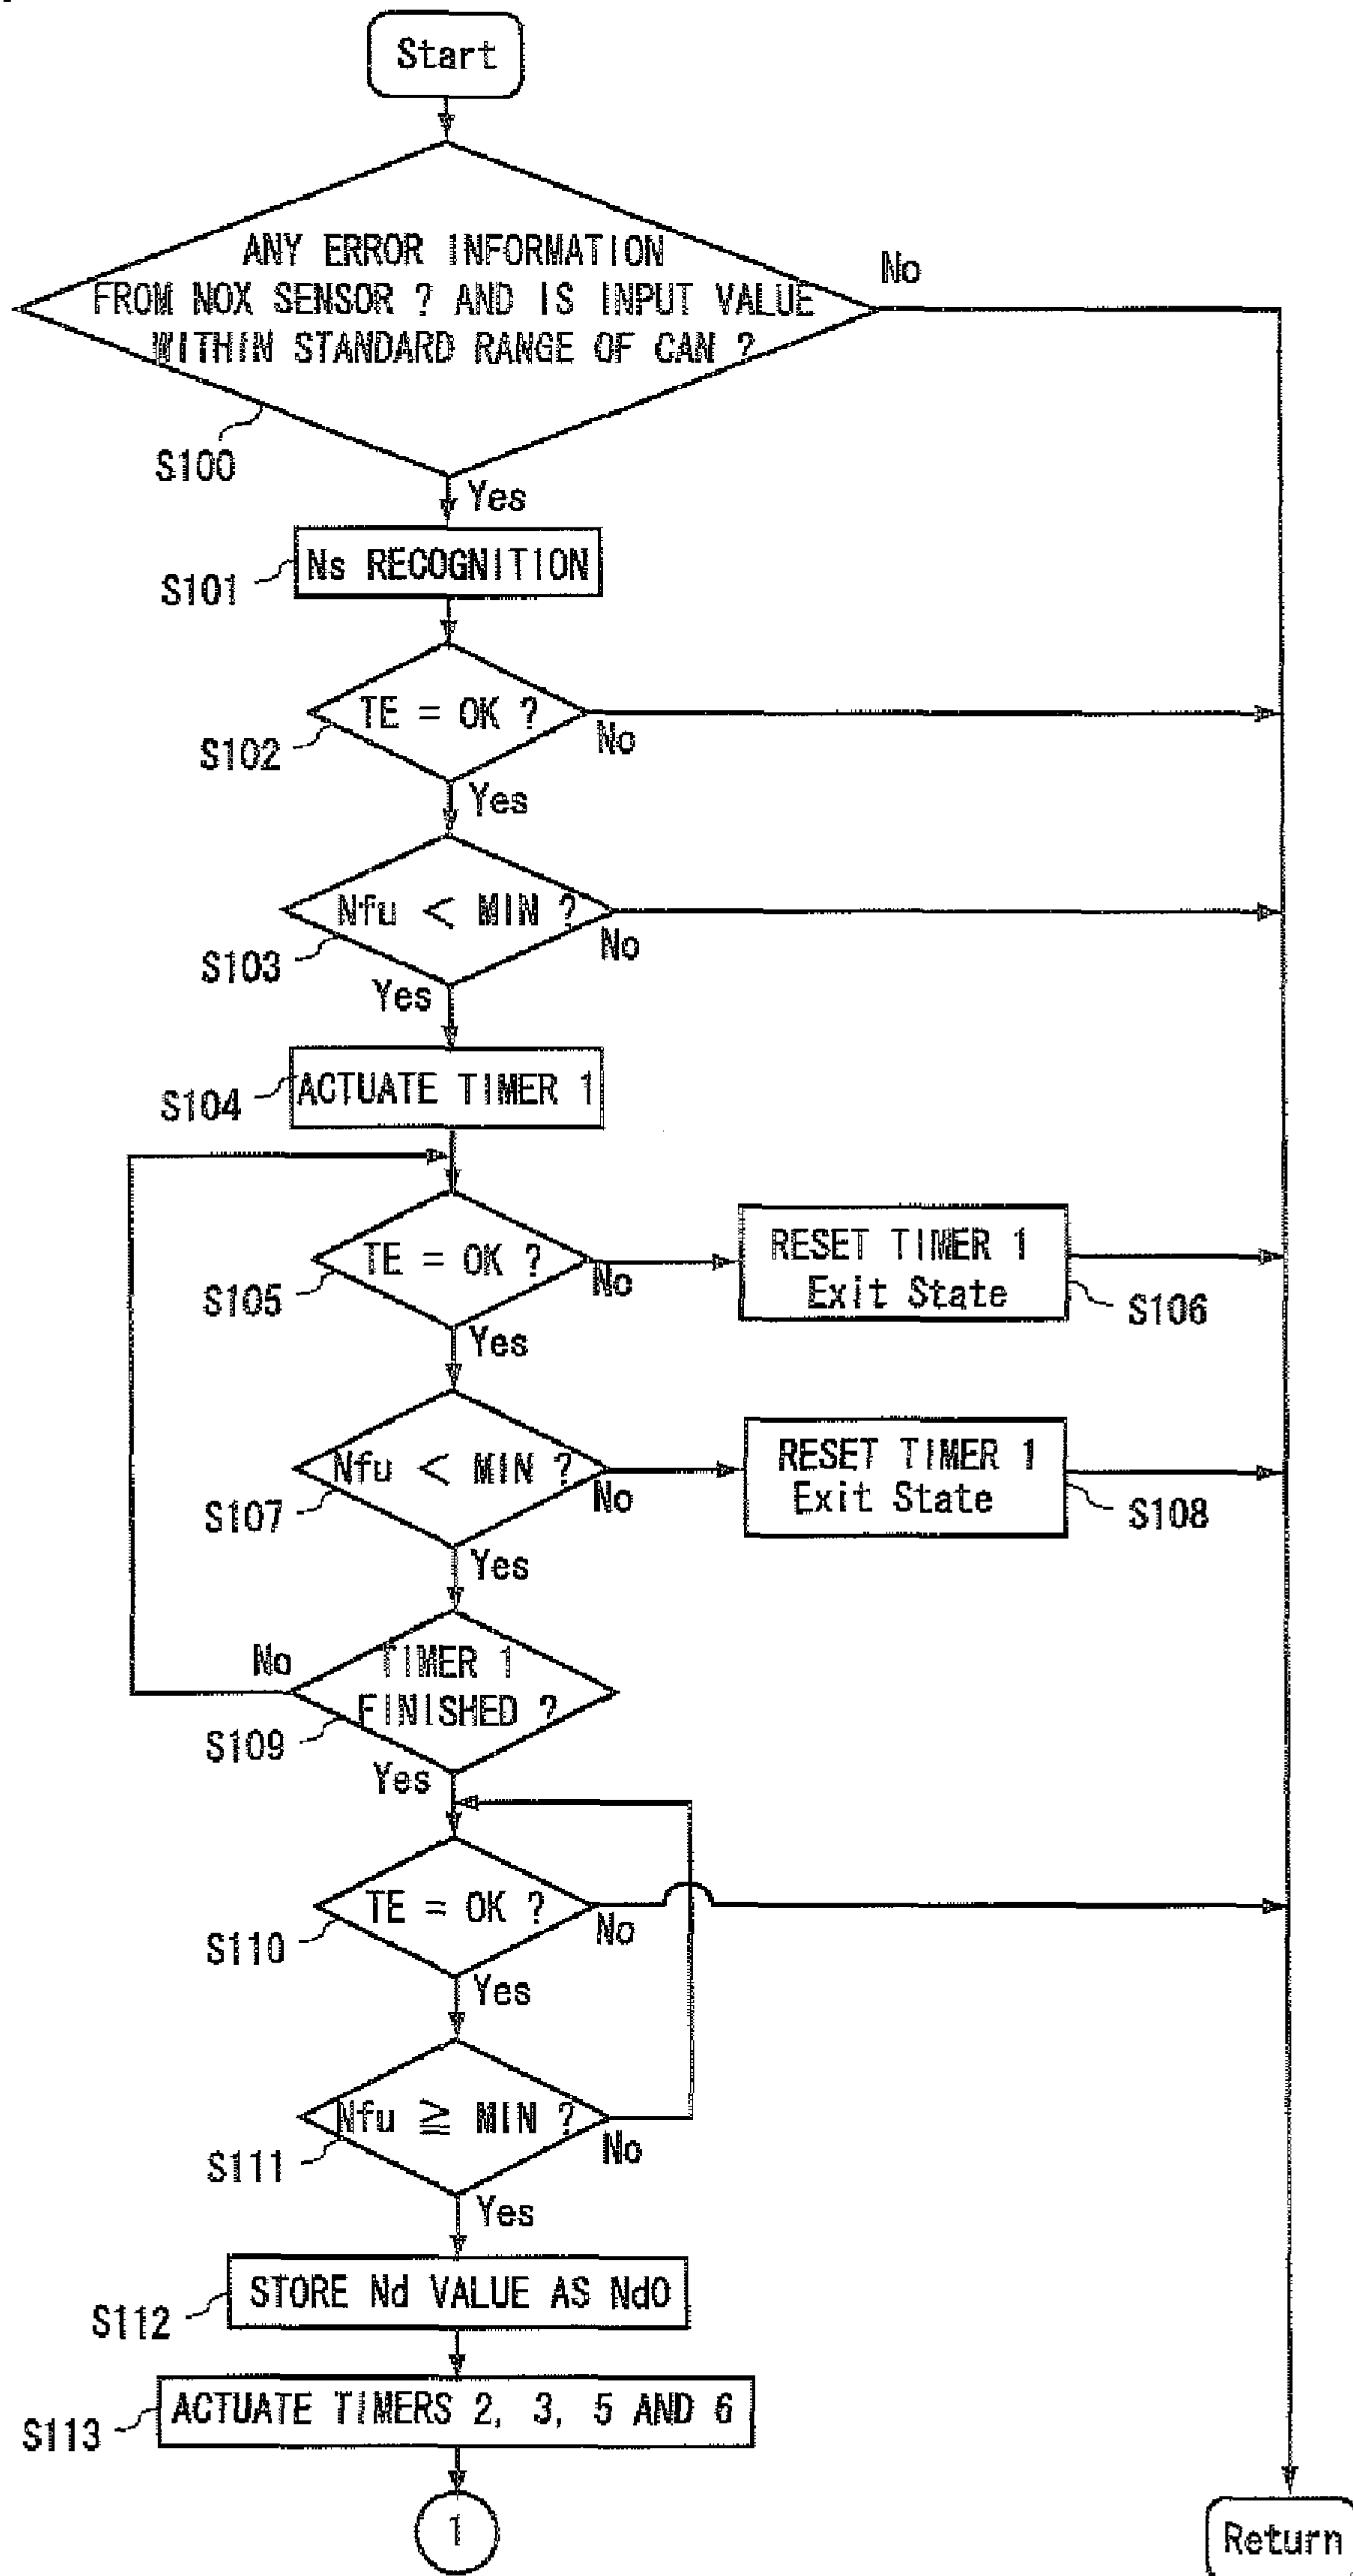 Start
ANY ERROR INFORMATION
FROM NOX SENSOR ? AND IS INPUT VALUE
WITHIN STANDARD RANGE OF CAN ?
No
S100
Yes
Ns RECOGNITION
S101
TE = OK ?
S102
No
Yes
Nfu < MIN ?
S103
No
Yes
ACTUATE TIMER 1
S104
TE = OK ?
S105
No
RESET TIMER 1
Exit State
S106
Yes
Nfu < MIN ?
S107
No
RESET TIMER 1
Exit State
S108
Yes
No
TIMER 1
FINISHED ?
S109
Yes
TE = OK ?
S110
No
Yes
Nfu ≧ MIN ?
S111
No
Yes
STORE Nd VALUE AS Nd0
S112
ACTUATE TIMERS 2, 3, 5 AND 6
S113
1
Return